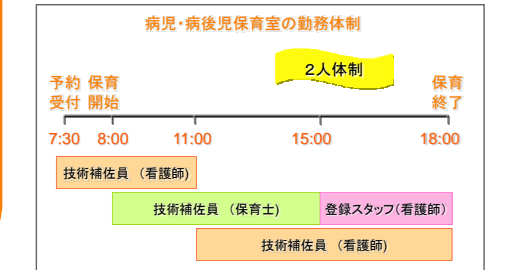 病児・病後児保育室の勤務体制
２人体制
予約 保育
受付 開始
保育
終了
7:30 8:00 11:00 15:00 18:00
技術補佐員 （看護師)
技術補佐員 （保育士) 登録スタッフ(看護師)
技術補佐員 （看護師)